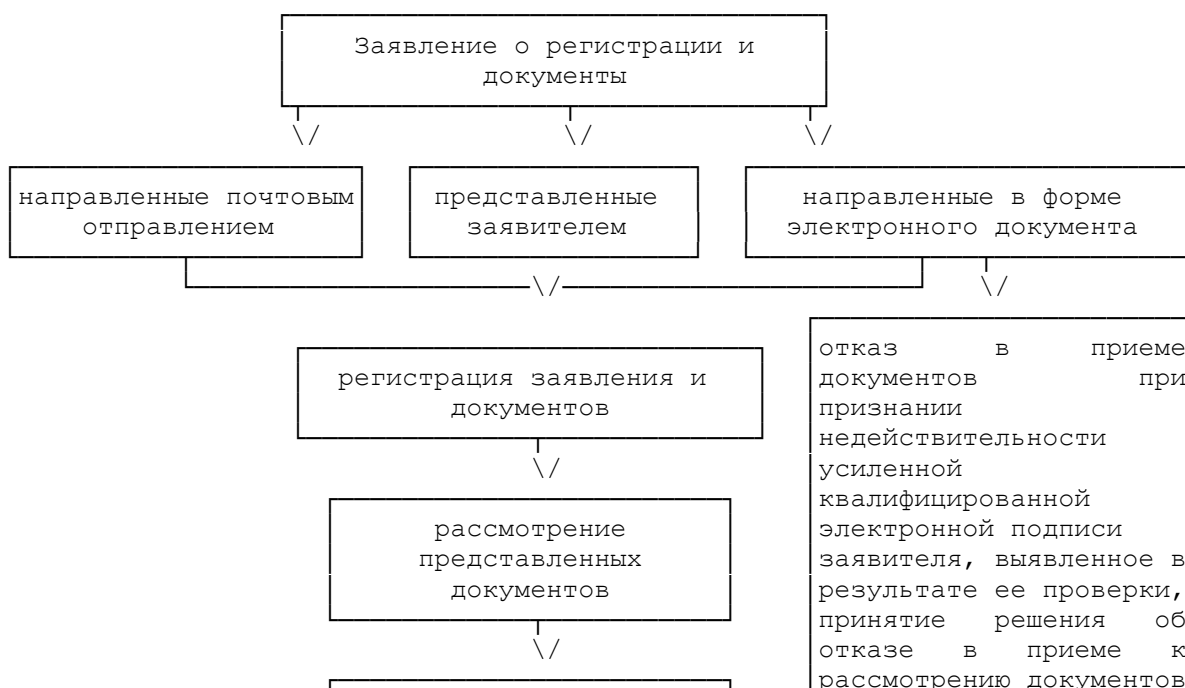 Заявление о регистрации и
документы
\/ \/ \/
направленные почтовым
отправлением
представленные
заявителем
направленные в форме
электронного документа
\/ \/
регистрация заявления и
документов
\/
рассмотрение
представленных
документов
\/
отказ в приеме
документов при
признании
недействительности
усиленной
квалифицированной
электронной подписи
заявителя, выявленное в
результате ее проверки,
принятие решения об
отказе в приеме к
рассмотрению документов